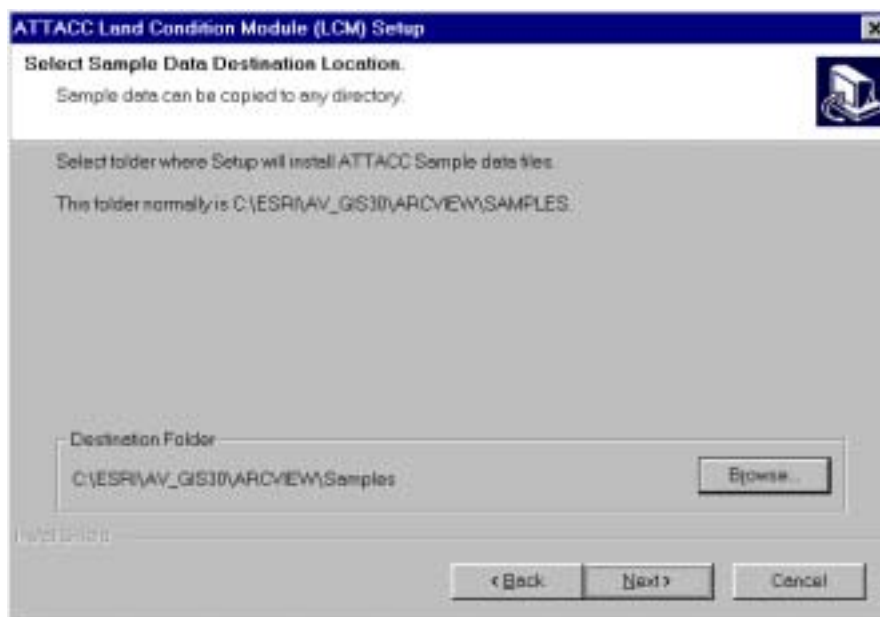 ATTACC Land Condition Module (LCM) Setup
Select Sample Data Destination Location.
Sample data can be copied to any directory.
Select folder where Setup will install ATTACC Sample data files.
This folder normally is C:\ESRI\AV_GIS30\ARCVIEW\SAMPLES.
Destination Folder
C:\ESRI\AV_GIS30\ARCVIEW\Samples
Browse...
InstallShield
< Back
Next >
Cancel